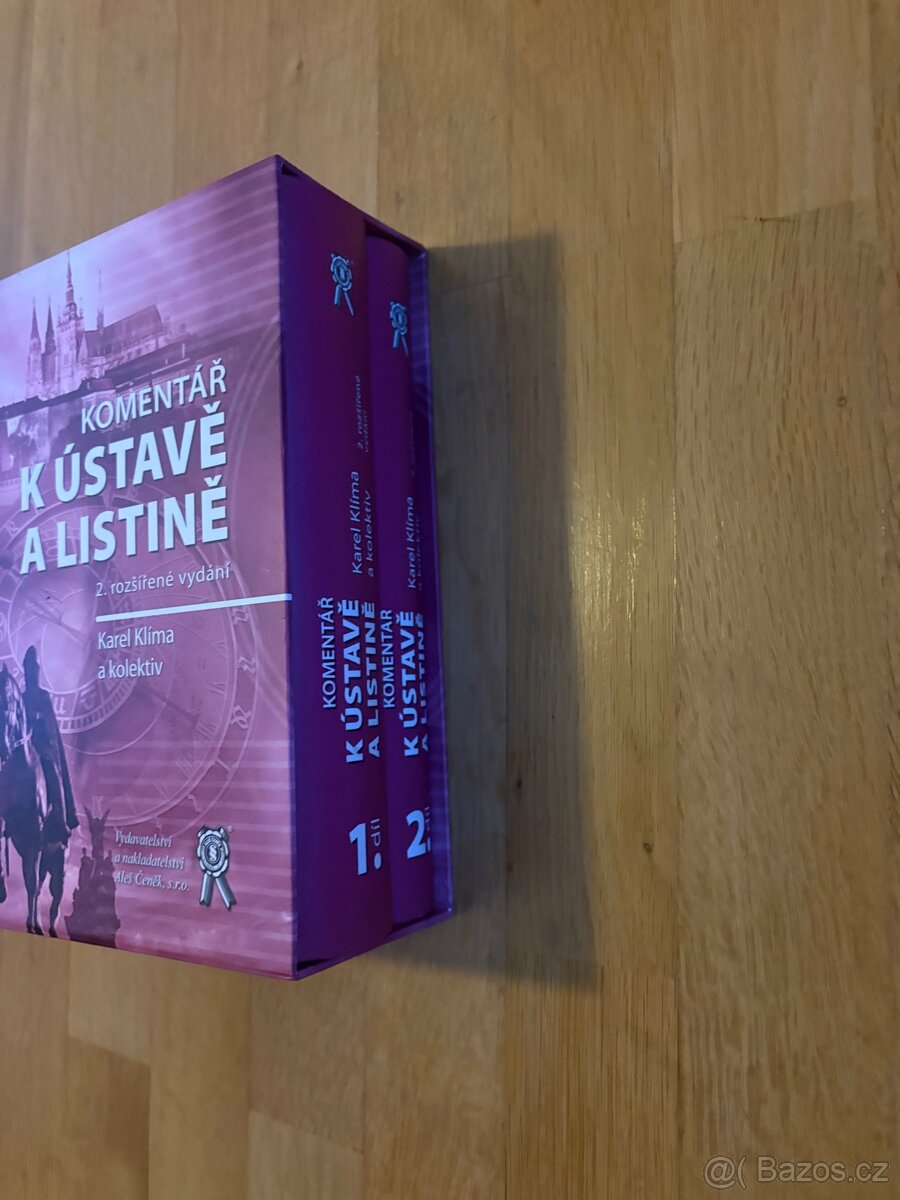 KOMENTÁŘ
K ÚSTAVĚ
A LISTINĚ
2. rozšířené vydání
Karel Klíma
a kolektiv
Vydavatelství
a nakladatelství
Aleš Čeněk, s.r.o.
KOMENTÁŘ
K ÚSTAVĚ
A LISTINĚ
Karel Klíma
a kolektiv
2. rozšířené
vydání
1. díl
KOMENTÁŘ
K ÚSTAVĚ
A LISTINĚ
Karel Klíma
a kolektiv
2. díl
@( Bazos.cz